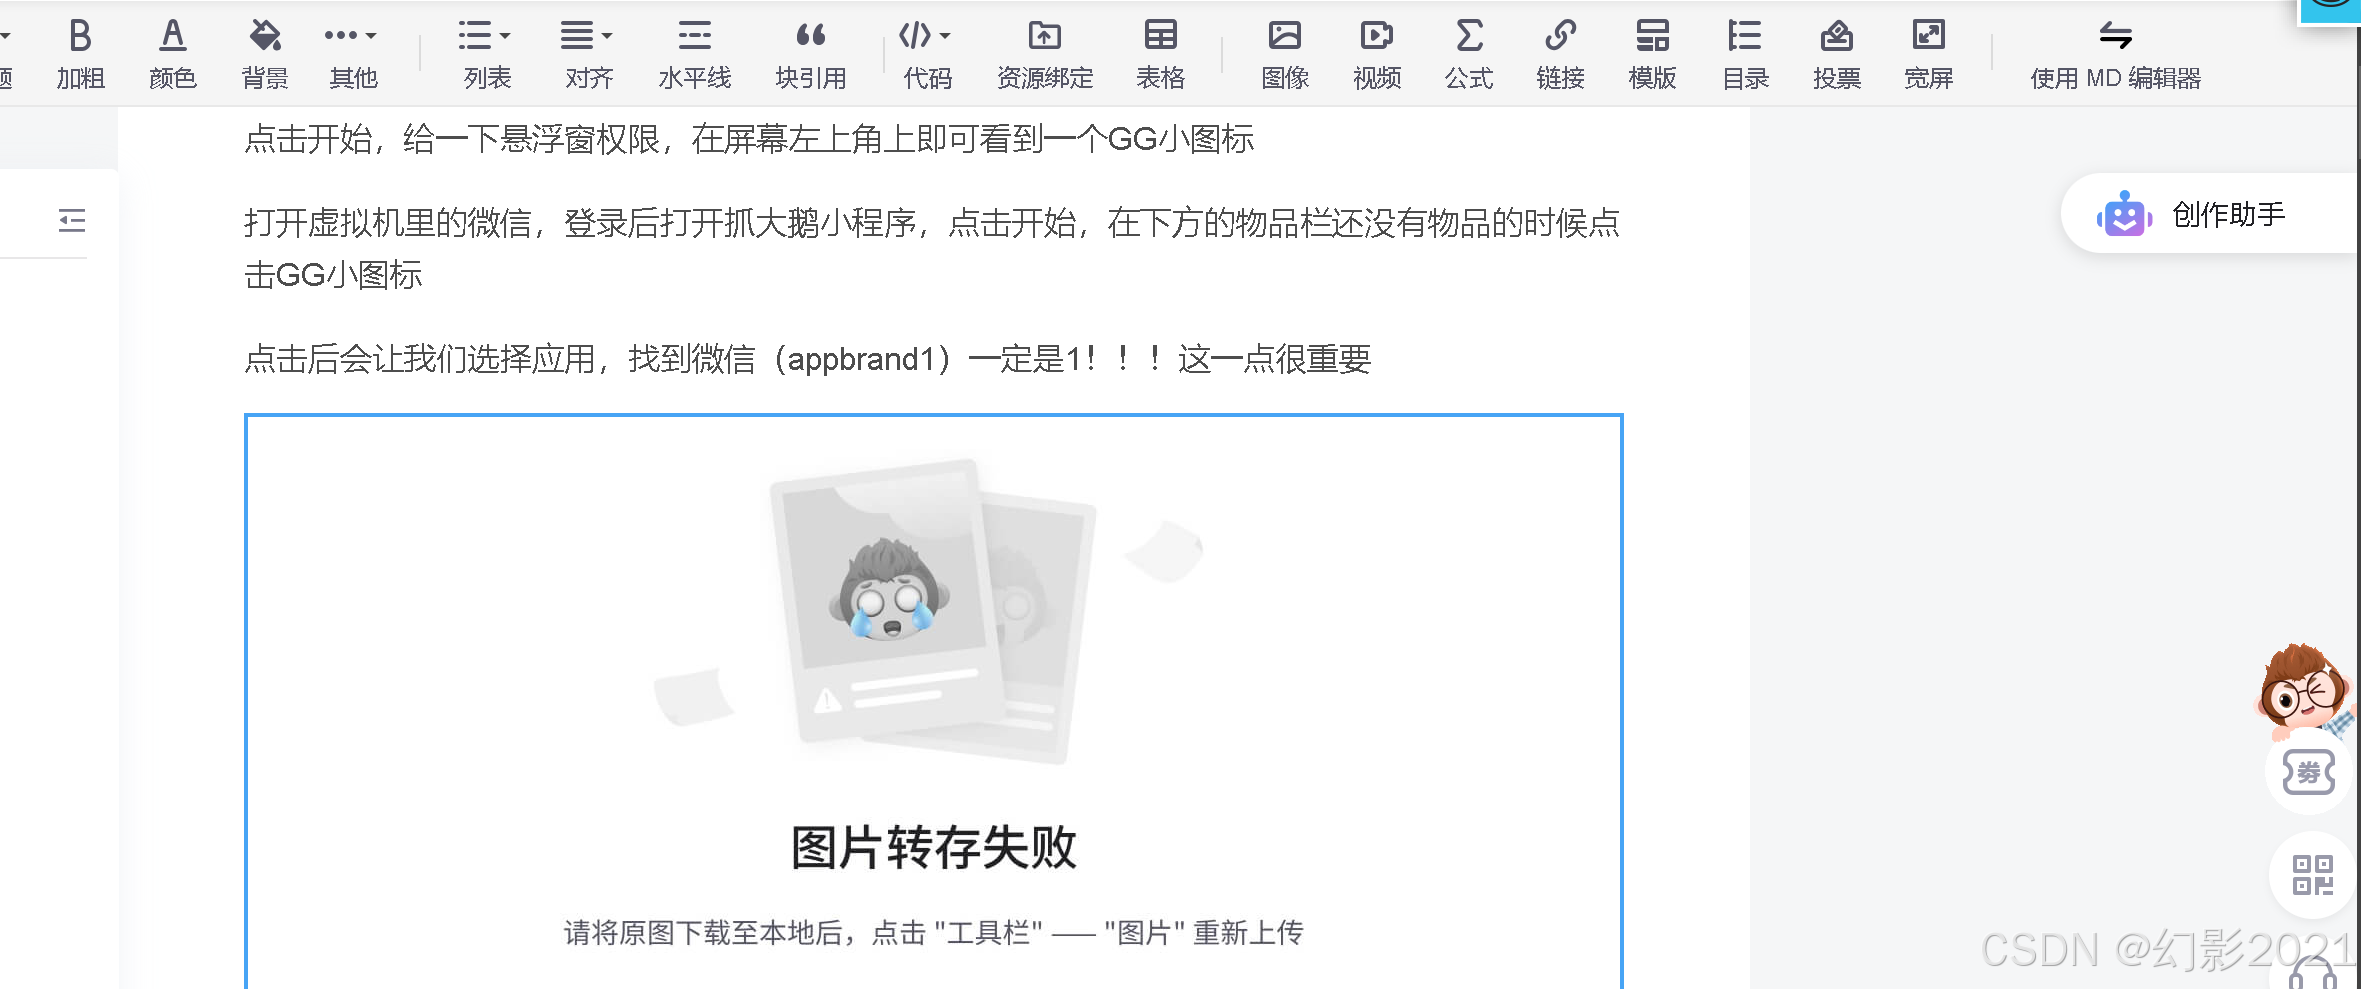 题 加粗 颜色 背景 其他 列表 对齐 水平线 块引用 代码 资源绑定 表格 图像 视频 公式 链接 模版 目录 投票 宽屏 使用 MD 编辑器
点击开始，给一下悬浮窗权限，在屏幕左上角上即可看到一个GG小图标
打开虚拟机里的微信，登录后打开抓大鹅小程序，点击开始，在下方的物品栏还没有物品的时候点
击GG小图标
点击后会让我们选择应用，找到微信（appbrand1）一定是1！！！这一点很重要
创作助手
图片转存失败
请将原图下载至本地后，点击 "工具栏" —— "图片" 重新上传
券
CSDN @幻影2021